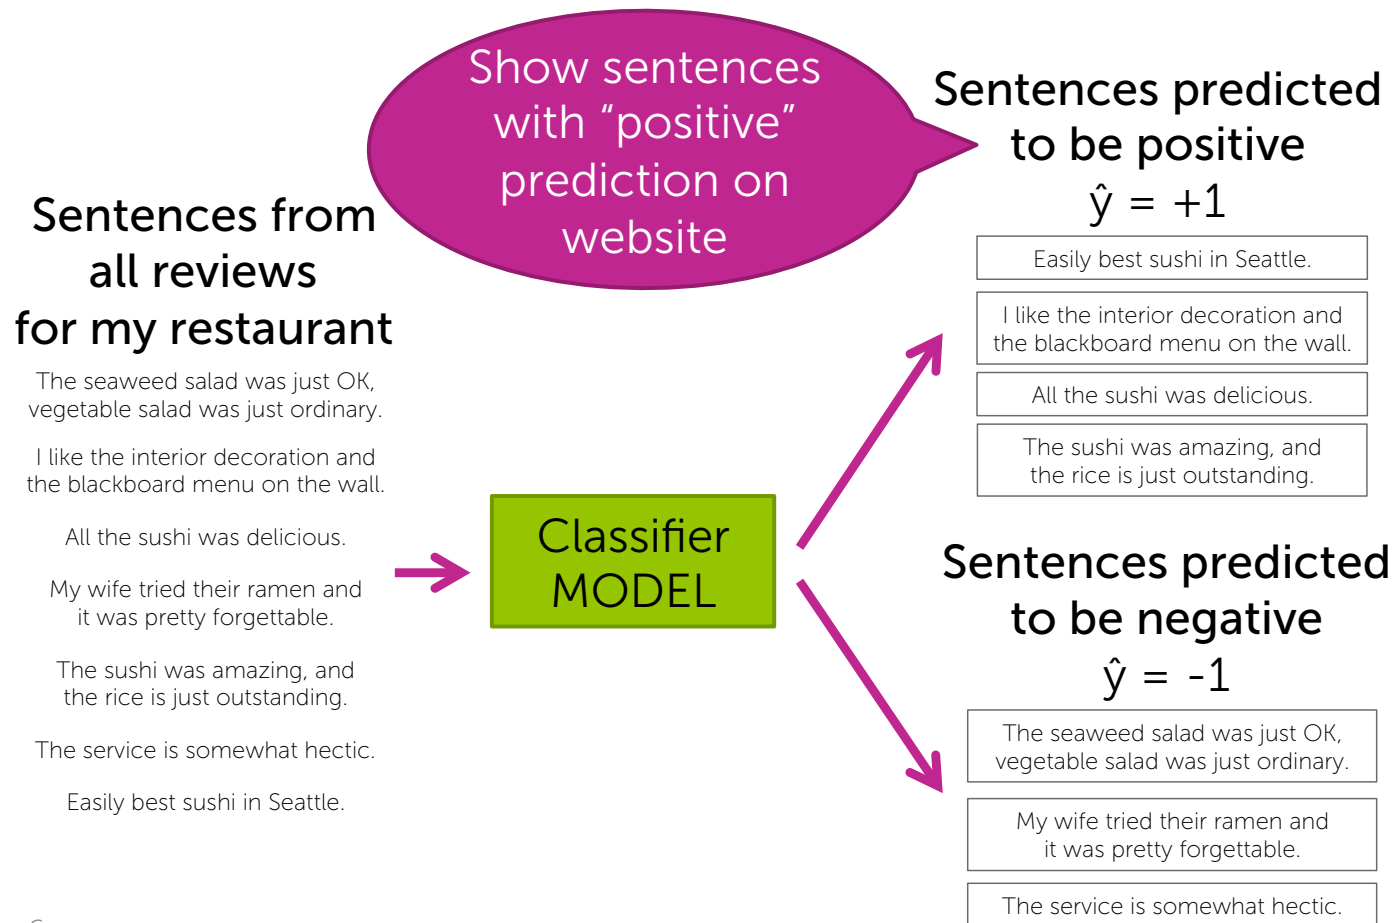 Show sentences
with “positive”
prediction on
website
Sentences from
all reviews
for my restaurant
The seaweed salad was just OK,
vegetable salad was just ordinary.
I like the interior decoration and
the blackboard menu on the wall.
All the sushi was delicious.
My wife tried their ramen and
it was pretty forgettable.
The sushi was amazing, and
the rice is just outstanding.
The service is somewhat hectic.
Easily best sushi in Seattle.
Classifier
MODEL
Sentences predicted
to be positive
ŷ = +1
Easily best sushi in Seattle.
I like the interior decoration and
the blackboard menu on the wall.
All the sushi was delicious.
The sushi was amazing, and
the rice is just outstanding.
Sentences predicted
to be negative
ŷ = -1
The seaweed salad was just OK,
vegetable salad was just ordinary.
My wife tried their ramen and
it was pretty forgettable.
The service is somewhat hectic.